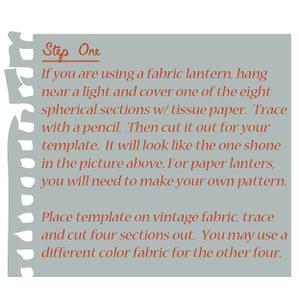 Step One
If you are using a fabric lantern, hang
near a light and cover one of the eight
spherical sections w/ tissue paper. Trace
with a pencil. Then cut it out for your
template. It will look like the one shone
in the picture above. For paper lanters,
you will need to make your own pattern.
Place template on vintage fabric, trace
and cut four sections out. You may use a
different color fabric for the other four.